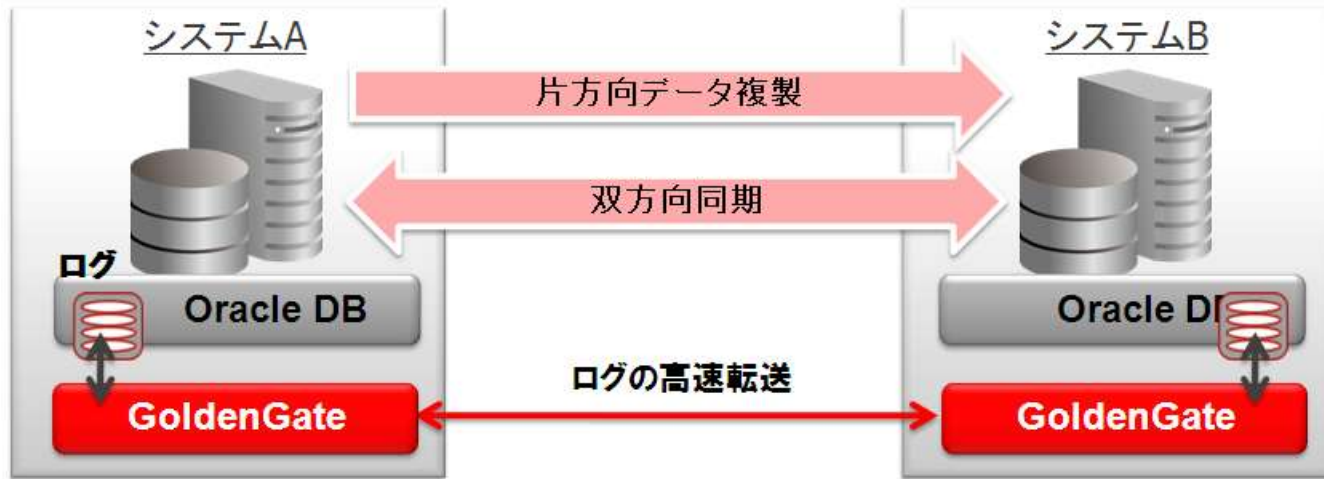 システムA
システムB
片方向データ複製
双方向同期
ログ
Oracle DB
Oracle D
ログの高速転送
GoldenGate
GoldenGate